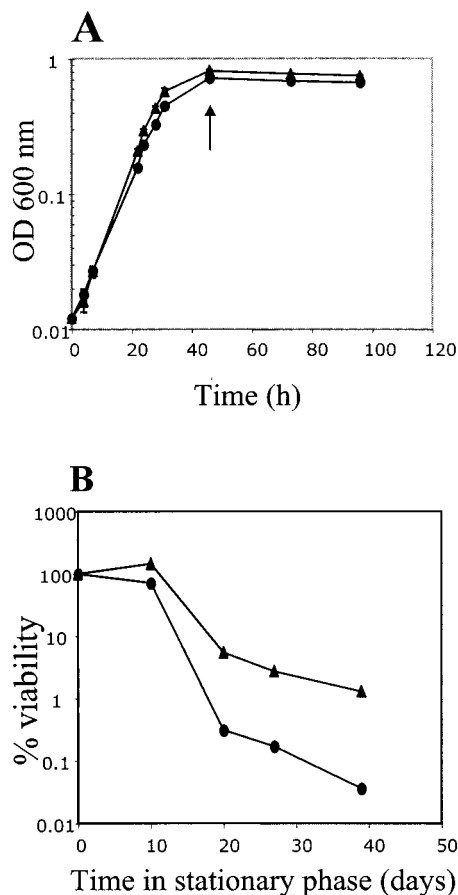 A
1
0.1
0.01
OD 600 nm
0 20 40 60 80 100 120
Time (h)
B
1000
100
10
1
0.1
0.01
% viability
0 10 20 30 40 50
Time in stationary phase (days)